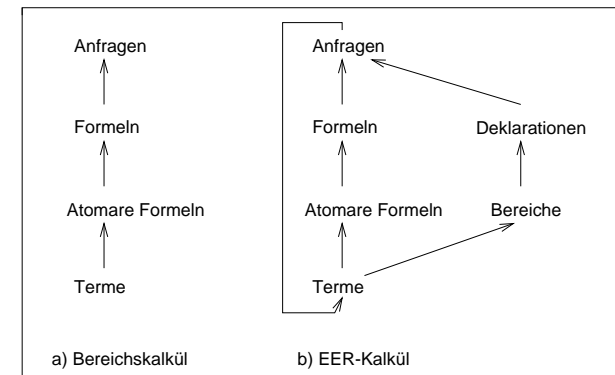 Anfragen
Formeln
Atomare Formeln
Terme
a) Bereichskalkül
Anfragen
Formeln
Atomare Formeln
Terme
Deklarationen
Bereiche
b) EER-Kalkül